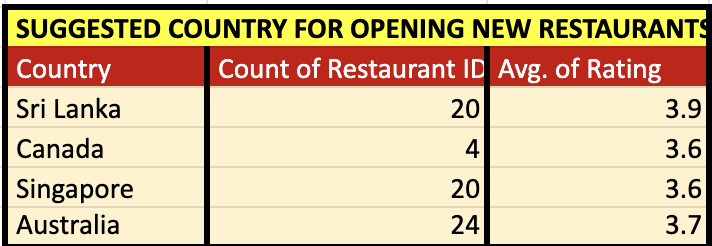 SUGGESTED COUNTRY FOR OPENING NEW RESTAURANTS
Country Count of Restaurant ID Avg. of Rating
Sri Lanka 20 3.9
Canada 4 3.6
Singapore 20 3.6
Australia 24 3.7